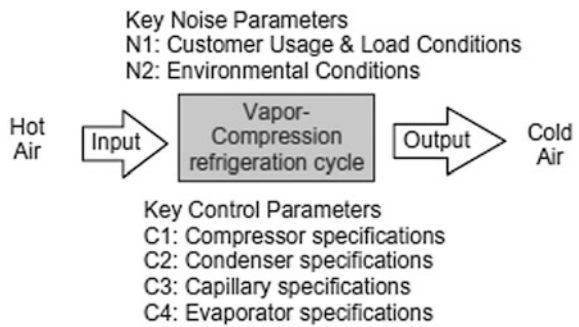 Key Noise Parameters
N1: Customer Usage & Load Conditions
N2: Environmental Conditions
Hot
Air
Input
Vapor-
Compression
refrigeration cycle
Output
Cold
Air
Key Control Parameters
C1: Compressor specifications
C2: Condenser specifications
C3: Capillary specifications
C4: Evaporator specifications